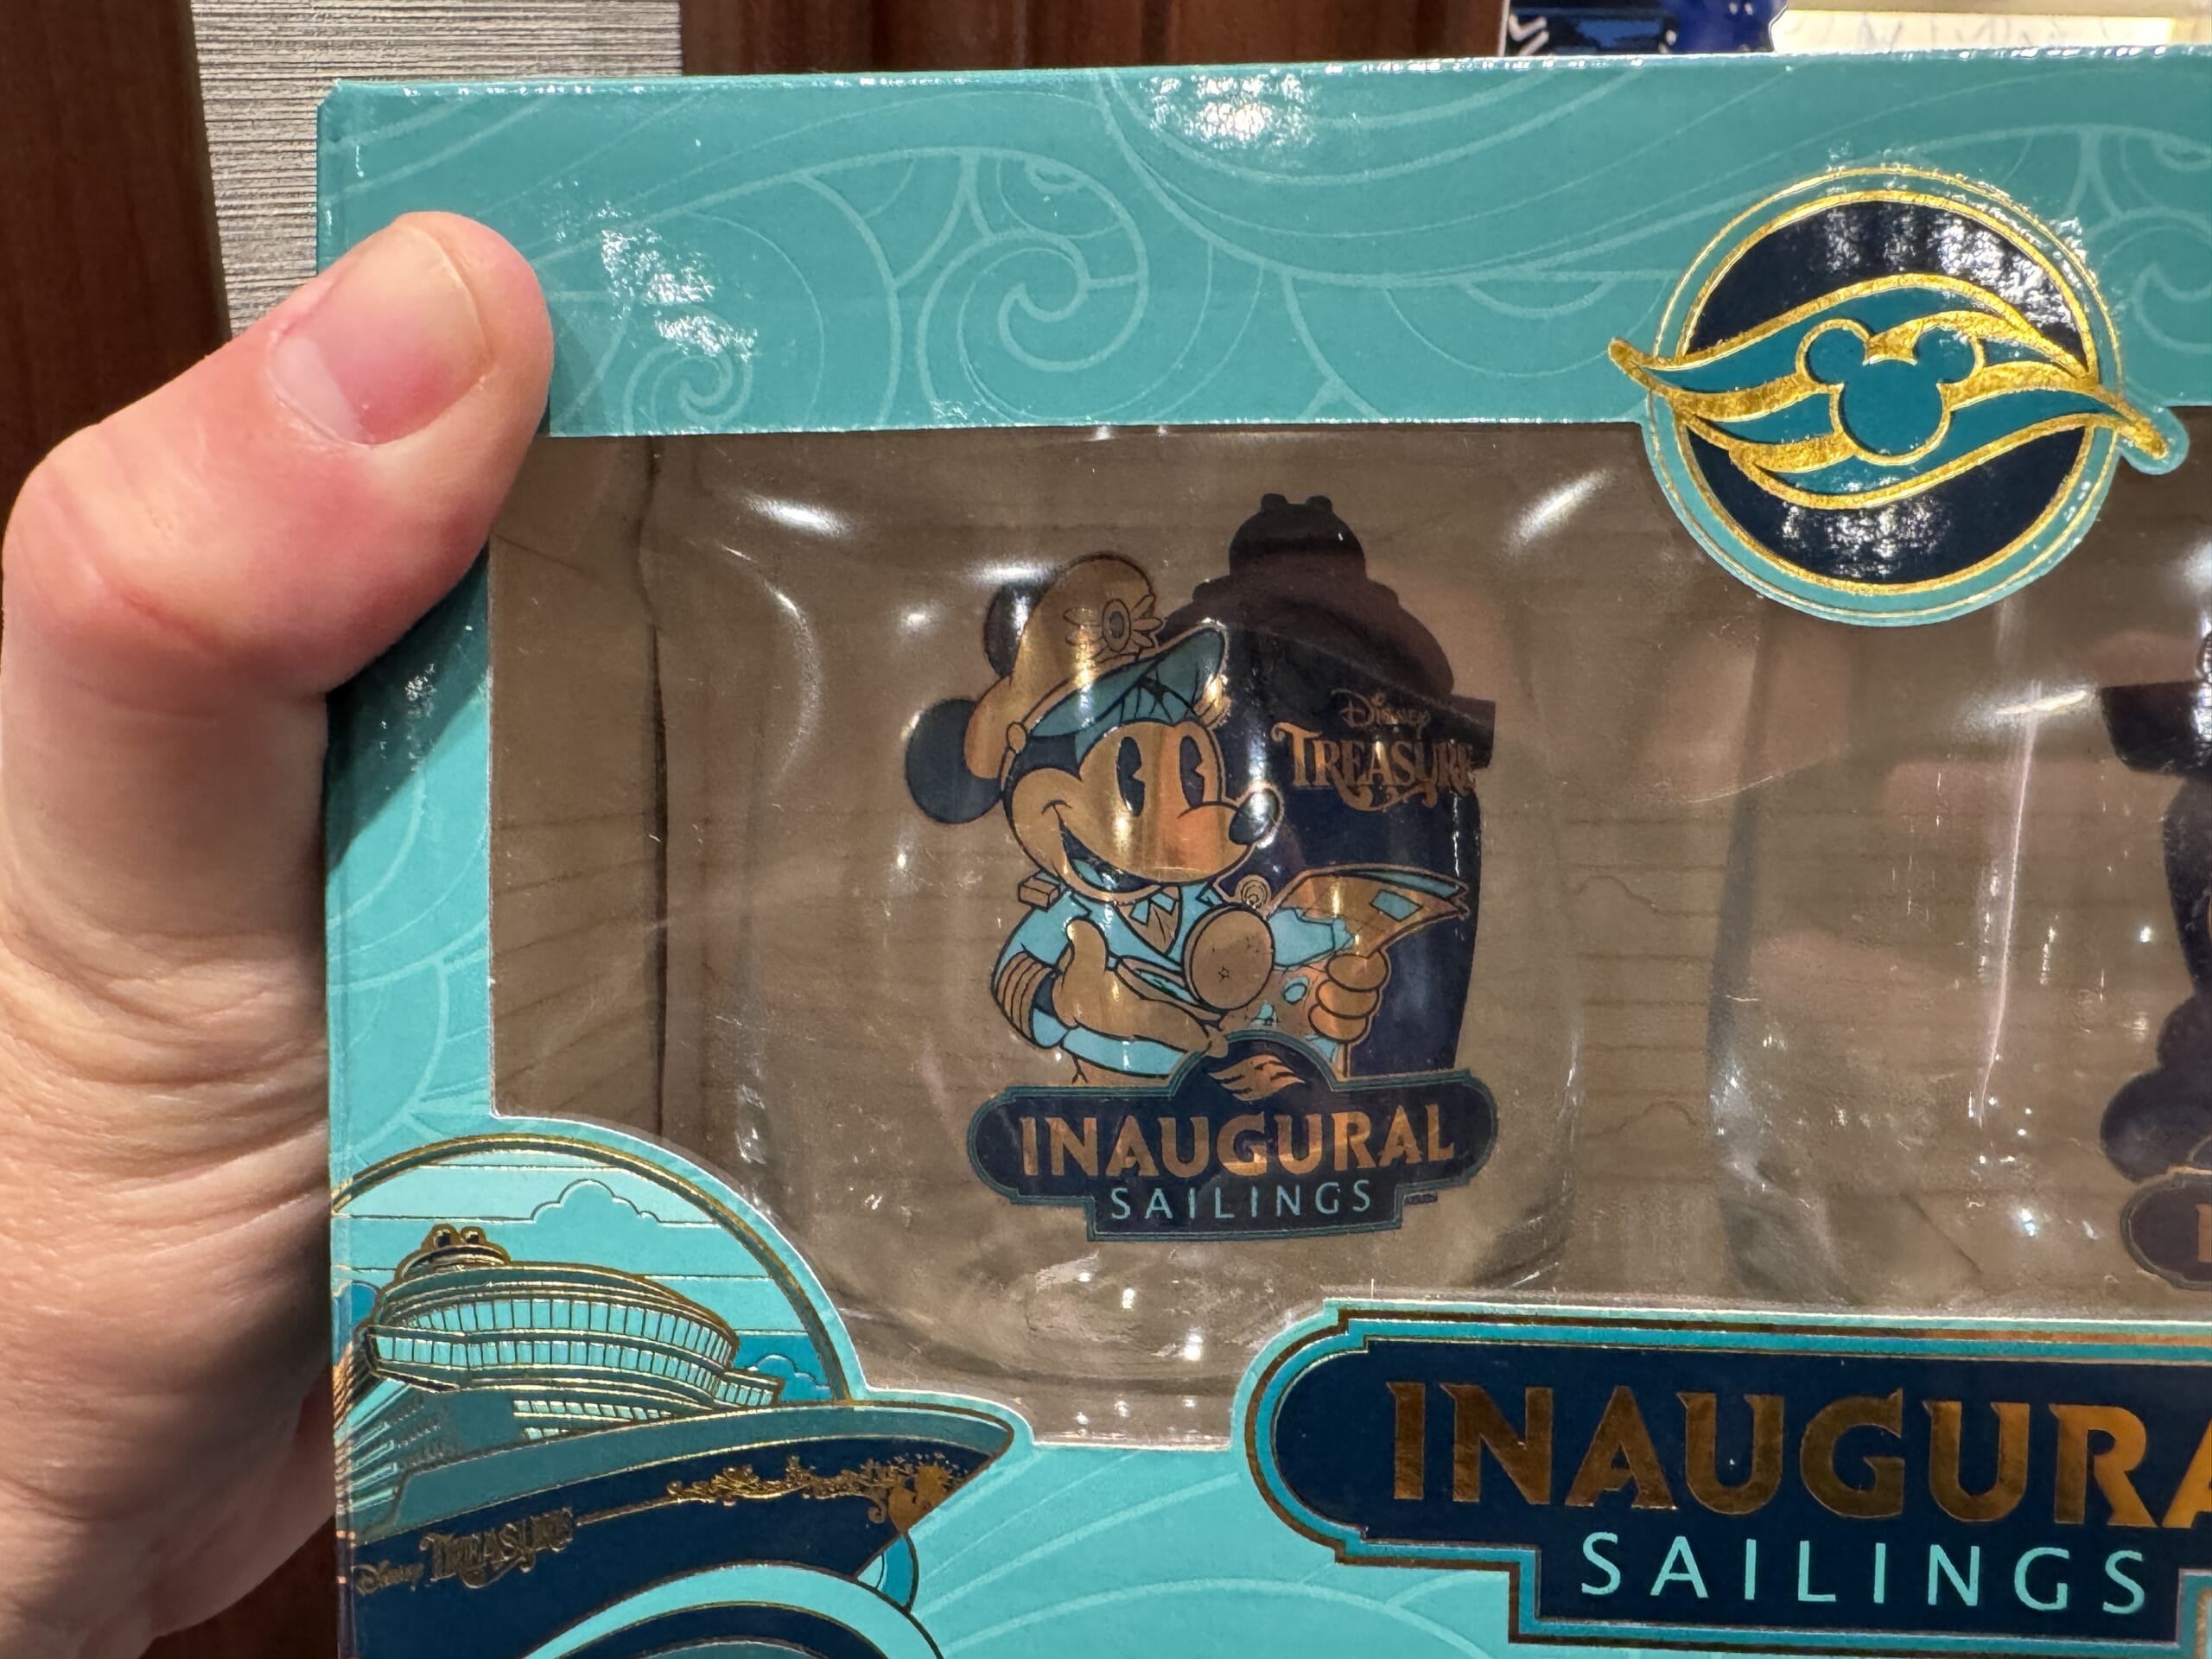 Disney
TREASURE
INAUGURAL
SAILINGS
INAUGURA
SAILINGS
Disney TREASURE